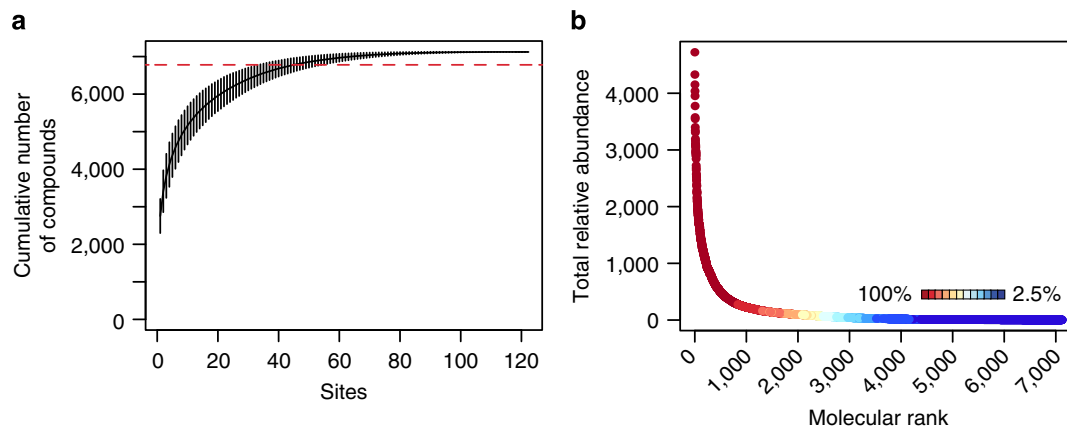 a
Cumulative number
of compounds
6,000
4,000
2,000
0
0 20 40 60 80 100 120
Sites
b
Total relative abundance
4,000
3,000
2,000
1,000
0
100% 2.5%
0 1,000 2,000 3,000 4,000 5,000 6,000 7,000
Molecular rank